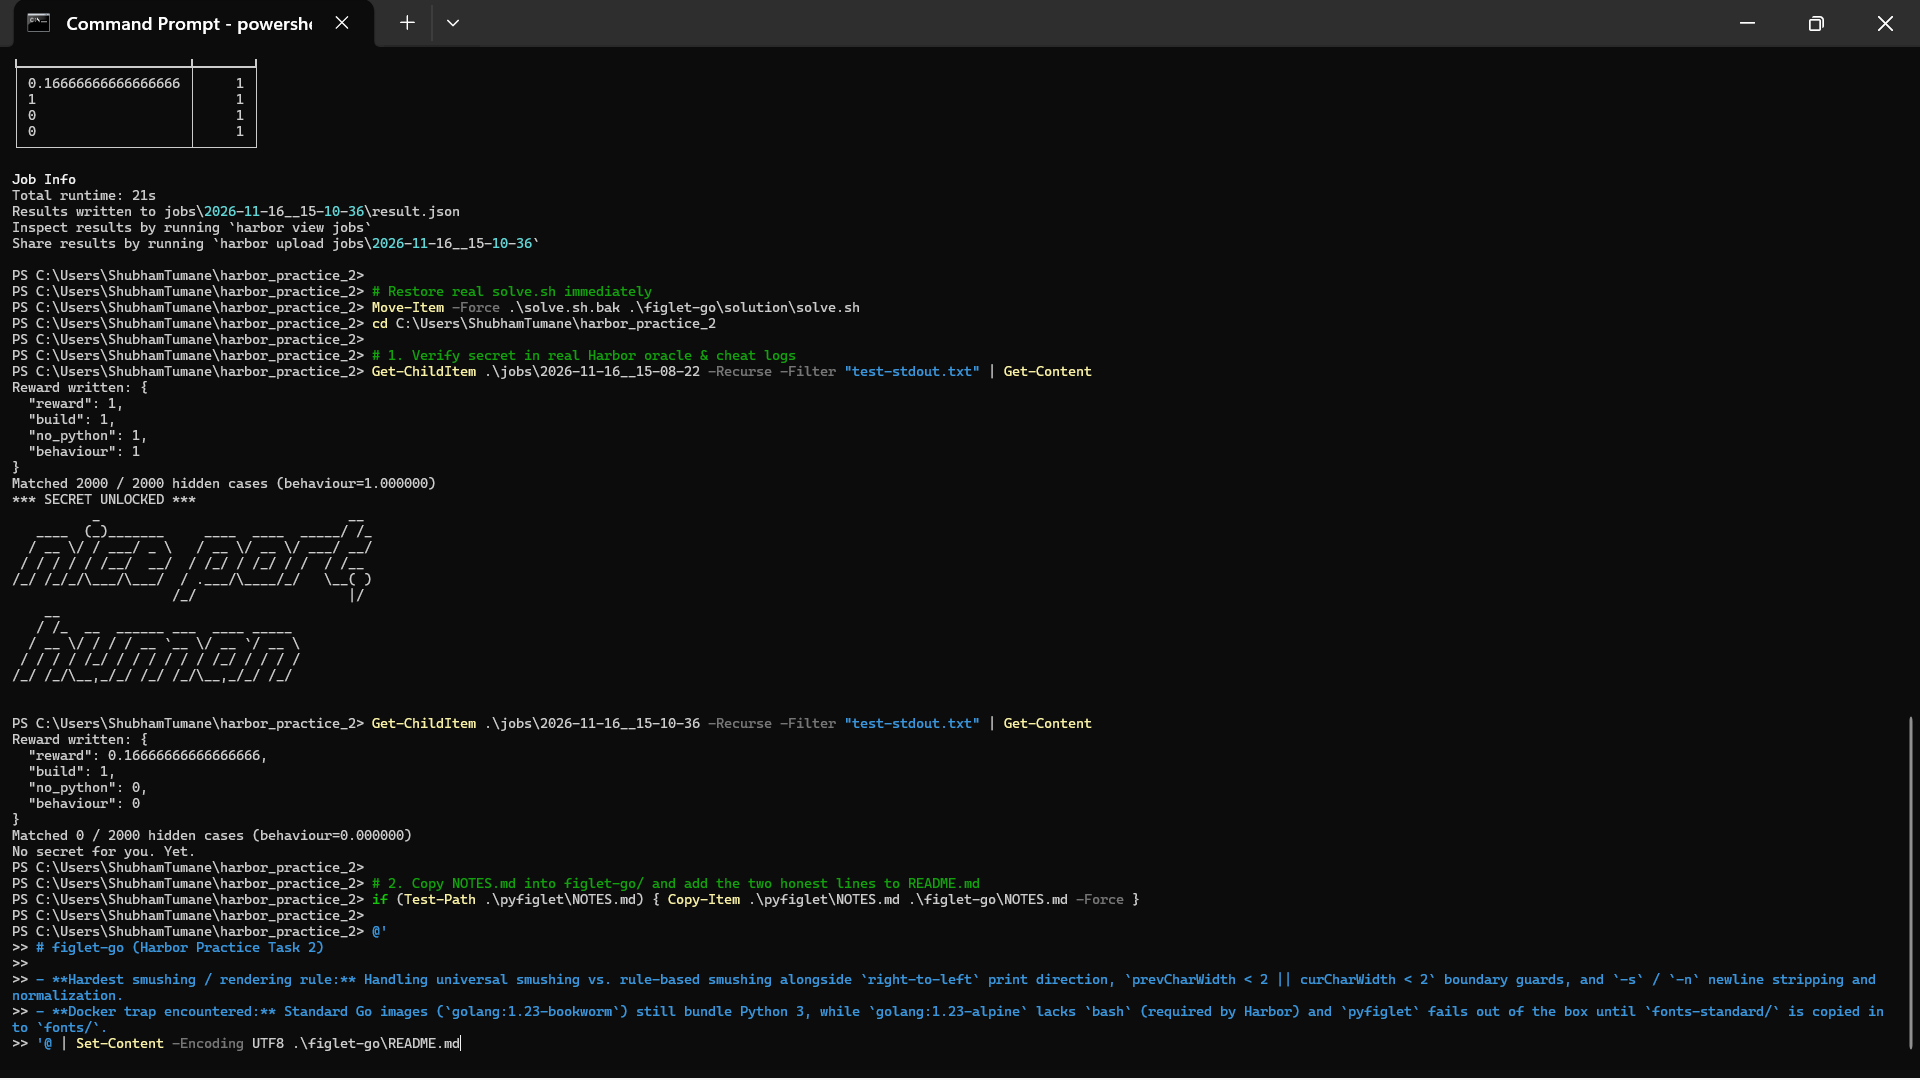 Command Prompt - powershe
0.16666666666666666 1
1 1
0 1
0 1
Job Info
Total runtime: 21s
Results written to jobs\2026-11-16__15-10-36\result.json
Inspect results by running `harbor view jobs`
Share results by running `harbor upload jobs\2026-11-16__15-10-36`
PS C:\Users\ShubhamTumane\harbor_practice_2>
PS C:\Users\ShubhamTumane\harbor_practice_2> # Restore real solve.sh immediately
PS C:\Users\ShubhamTumane\harbor_practice_2> Move-Item -Force .\solve.sh.bak .\figlet-go\solution\solve.sh
PS C:\Users\ShubhamTumane\harbor_practice_2> cd C:\Users\ShubhamTumane\harbor_practice_2
PS C:\Users\ShubhamTumane\harbor_practice_2>
PS C:\Users\ShubhamTumane\harbor_practice_2> # 1. Verify secret in real Harbor oracle & cheat logs
PS C:\Users\ShubhamTumane\harbor_practice_2> Get-ChildItem .\jobs\2026-11-16__15-08-22 -Recurse -Filter "test-stdout.txt" | Get-Content
Reward written: {
"reward": 1,
"build": 1,
"no_python": 1,
"behaviour": 1
}
Matched 2000 / 2000 hidden cases (behaviour=1.000000)
*** SECRET UNLOCKED ***
nice port,
human
PS C:\Users\ShubhamTumane\harbor_practice_2> Get-ChildItem .\jobs\2026-11-16__15-10-36 -Recurse -Filter "test-stdout.txt" | Get-Content
Reward written: {
"reward": 0.16666666666666666,
"build": 1,
"no_python": 0,
"behaviour": 0
}
Matched 0 / 2000 hidden cases (behaviour=0.000000)
No secret for you. Yet.
PS C:\Users\ShubhamTumane\harbor_practice_2>
PS C:\Users\ShubhamTumane\harbor_practice_2> # 2. Copy NOTES.md into figlet-go/ and add the two honest lines to README.md
PS C:\Users\ShubhamTumane\harbor_practice_2> if (Test-Path .\pyfiglet\NOTES.md) { Copy-Item .\pyfiglet\NOTES.md .\figlet-go\NOTES.md -Force }
PS C:\Users\ShubhamTumane\harbor_practice_2>
PS C:\Users\ShubhamTumane\harbor_practice_2> @'
>> # figlet-go (Harbor Practice Task 2)
>>
>> - **Hardest smushing / rendering rule:** Handling universal smushing vs. rule-based smushing alongside `right-to-left` print direction, `prevCharWidth < 2 || curCharWidth < 2` boundary guards, and `-s` / `-n` newline stripping and
normalization.
>> - **Docker trap encountered:** Standard Go images (`golang:1.23-bookworm`) still bundle Python 3, while `golang:1.23-alpine` lacks `bash` (required by Harbor) and `pyfiglet` fails out of the box until `fonts-standard/` is copied in
to `fonts/`.
>> '@ | Set-Content -Encoding UTF8 .\figlet-go\README.md